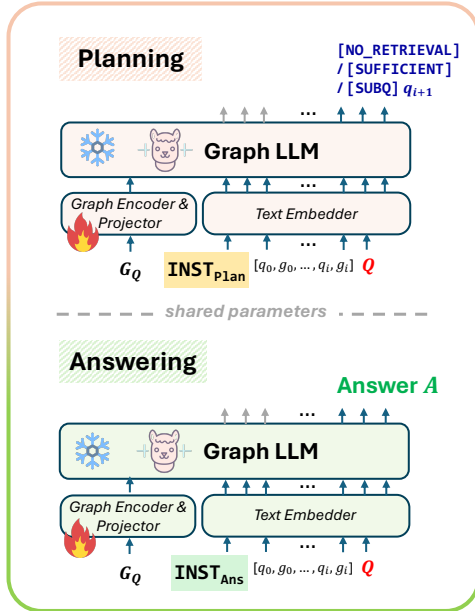 Planning
[NO_RETRIEVAL]
/ [SUFFICIENT]
/ [SUBQ] q_{i+1}
...
Graph LLM
...
Graph Encoder & Projector
Text Embedder
...
G_Q
INST_Plan
[q_0, g_0, ..., q_i, g_i]
Q
shared parameters
Answering
Answer A
...
Graph LLM
...
Graph Encoder & Projector
Text Embedder
...
G_Q
INST_Ans
[q_0, g_0, ..., q_i, g_i]
Q